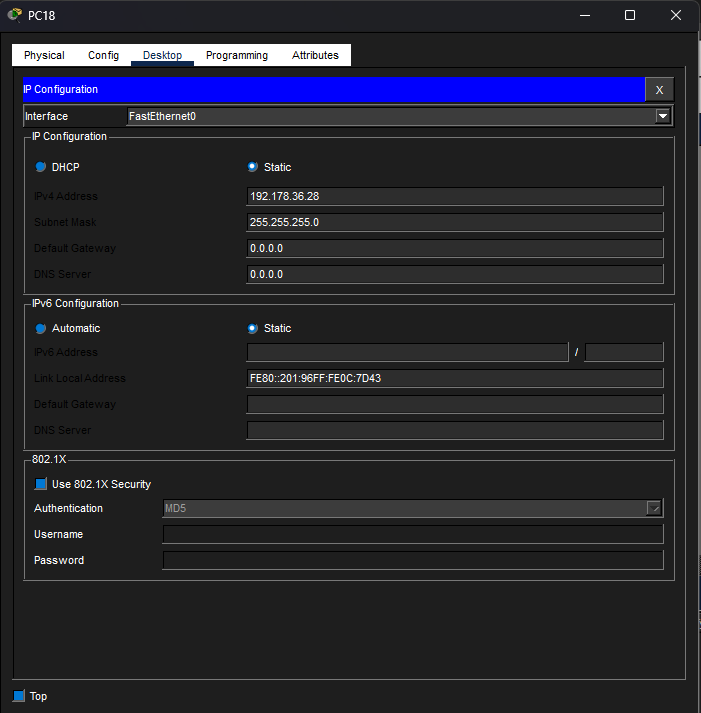 PC18
Physical Config Desktop Programming Attributes
IP Configuration X
Interface FastEthernet0
IP Configuration
DHCP Static
IPv4 Address 192.178.36.28
Subnet Mask 255.255.255.0
Default Gateway 0.0.0.0
DNS Server 0.0.0.0
IPv6 Configuration
Automatic Static
IPv6 Address /
Link Local Address FE80::201:96FF:FE0C:7D43
Default Gateway
DNS Server
802.1X
Use 802.1X Security
Authentication MD5
Username
Password
Top